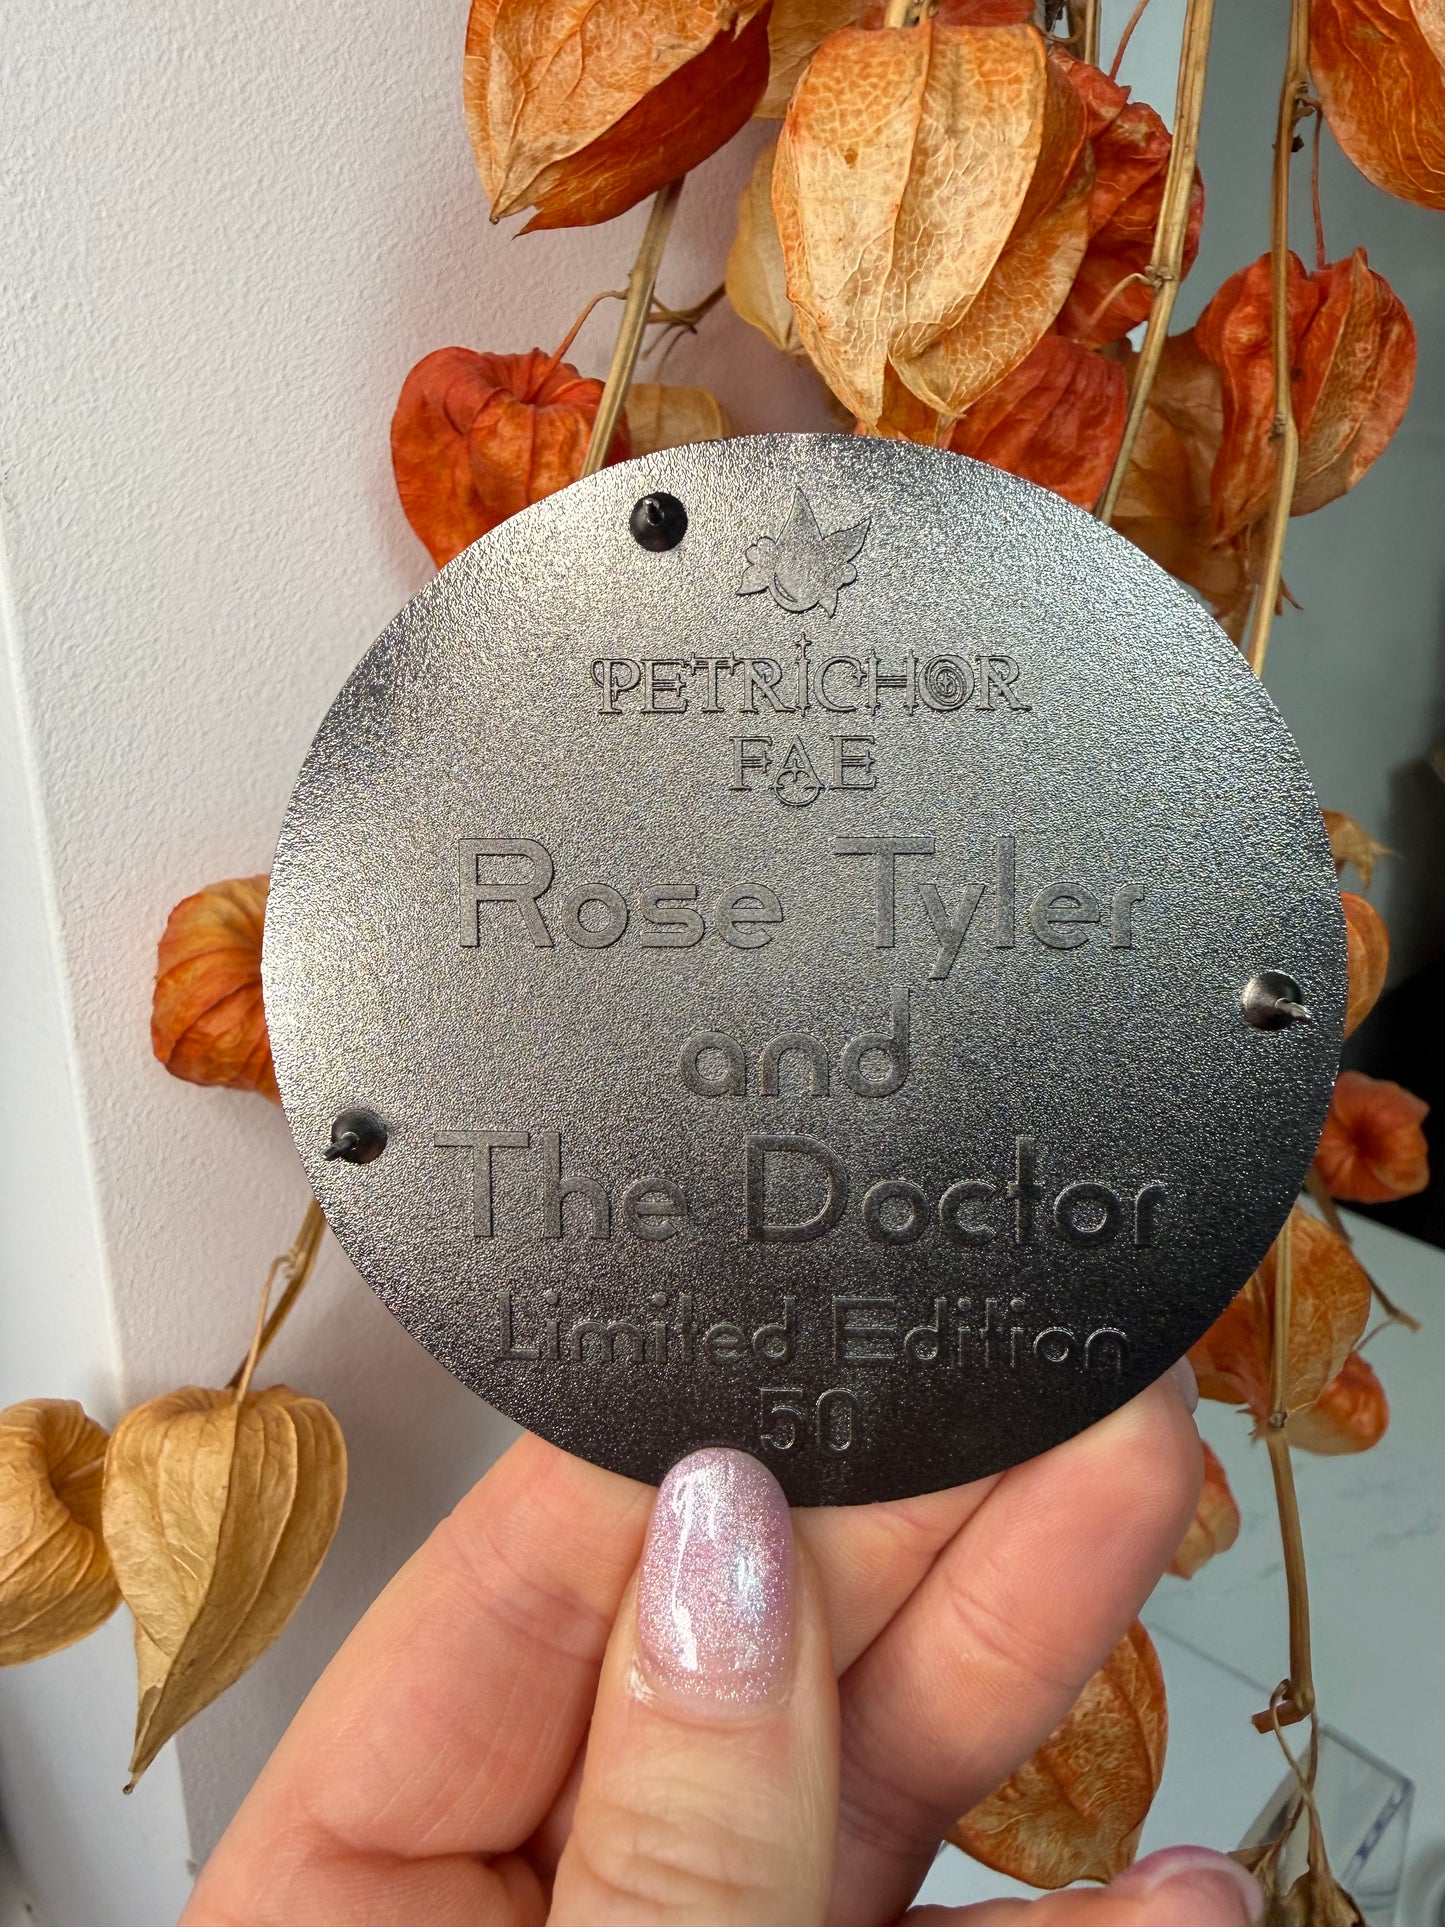 PETRICHOR
FAE
Rose Tyler
and
The Doctor
Limited Edition
50